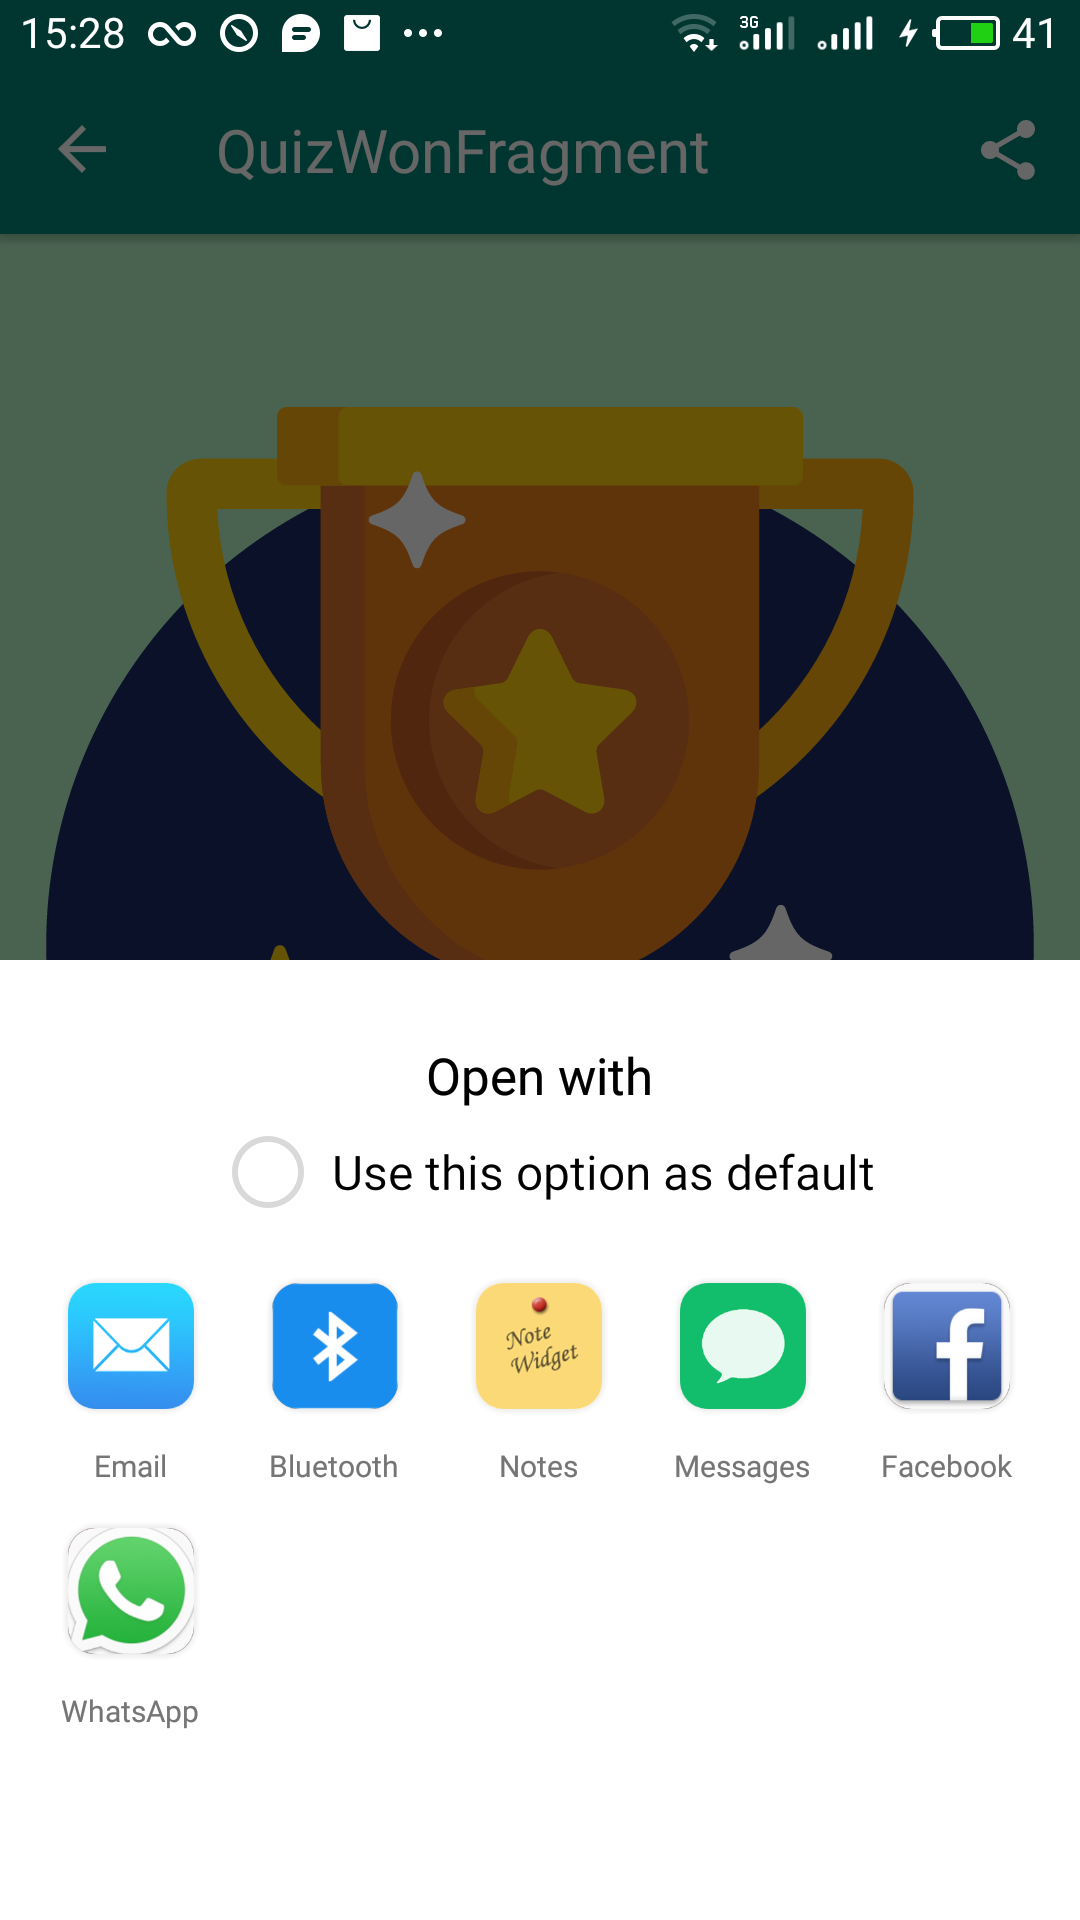 15:28 3G 41
QuizWonFragment
Open with
Use this option as default
Note
Widget
Email Bluetooth Notes Messages Facebook
WhatsApp